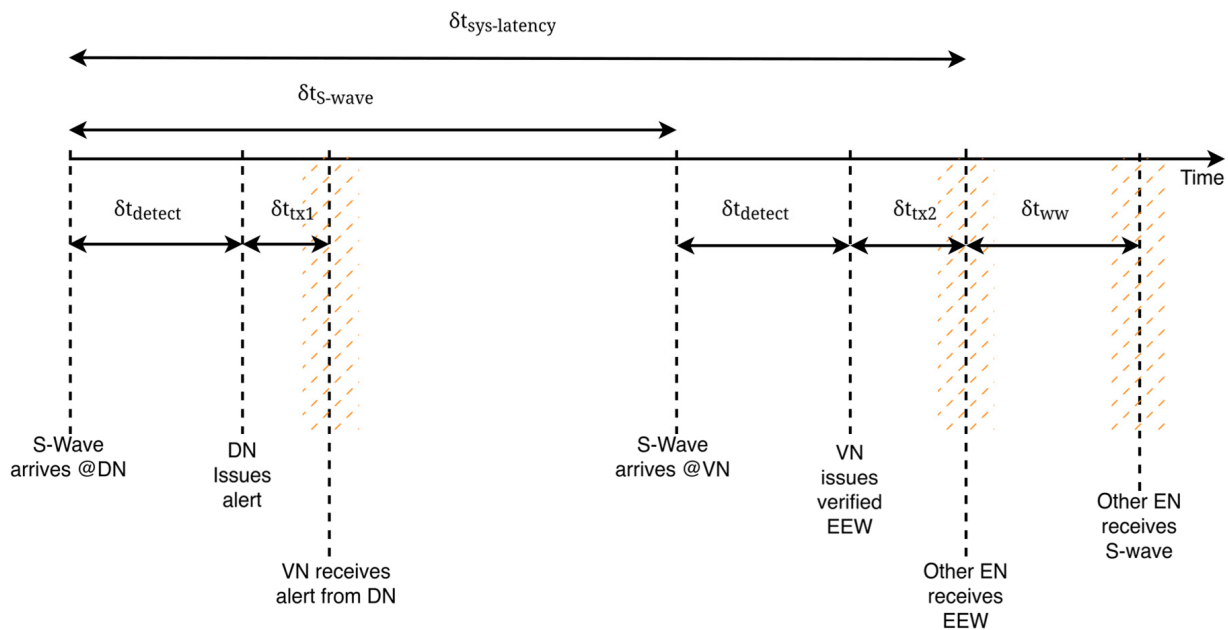 δtsys-latency
δtS-wave
Time
δtdetect
δttx1
δtdetect
δttx2
δtww
S-Wave
arrives @DN
DN
Issues
alert
VN receives
alert from DN
S-Wave
arrives @VN
VN
issues
verified
EEW
Other EN
receives
EEW
Other EN
receives
S-wave